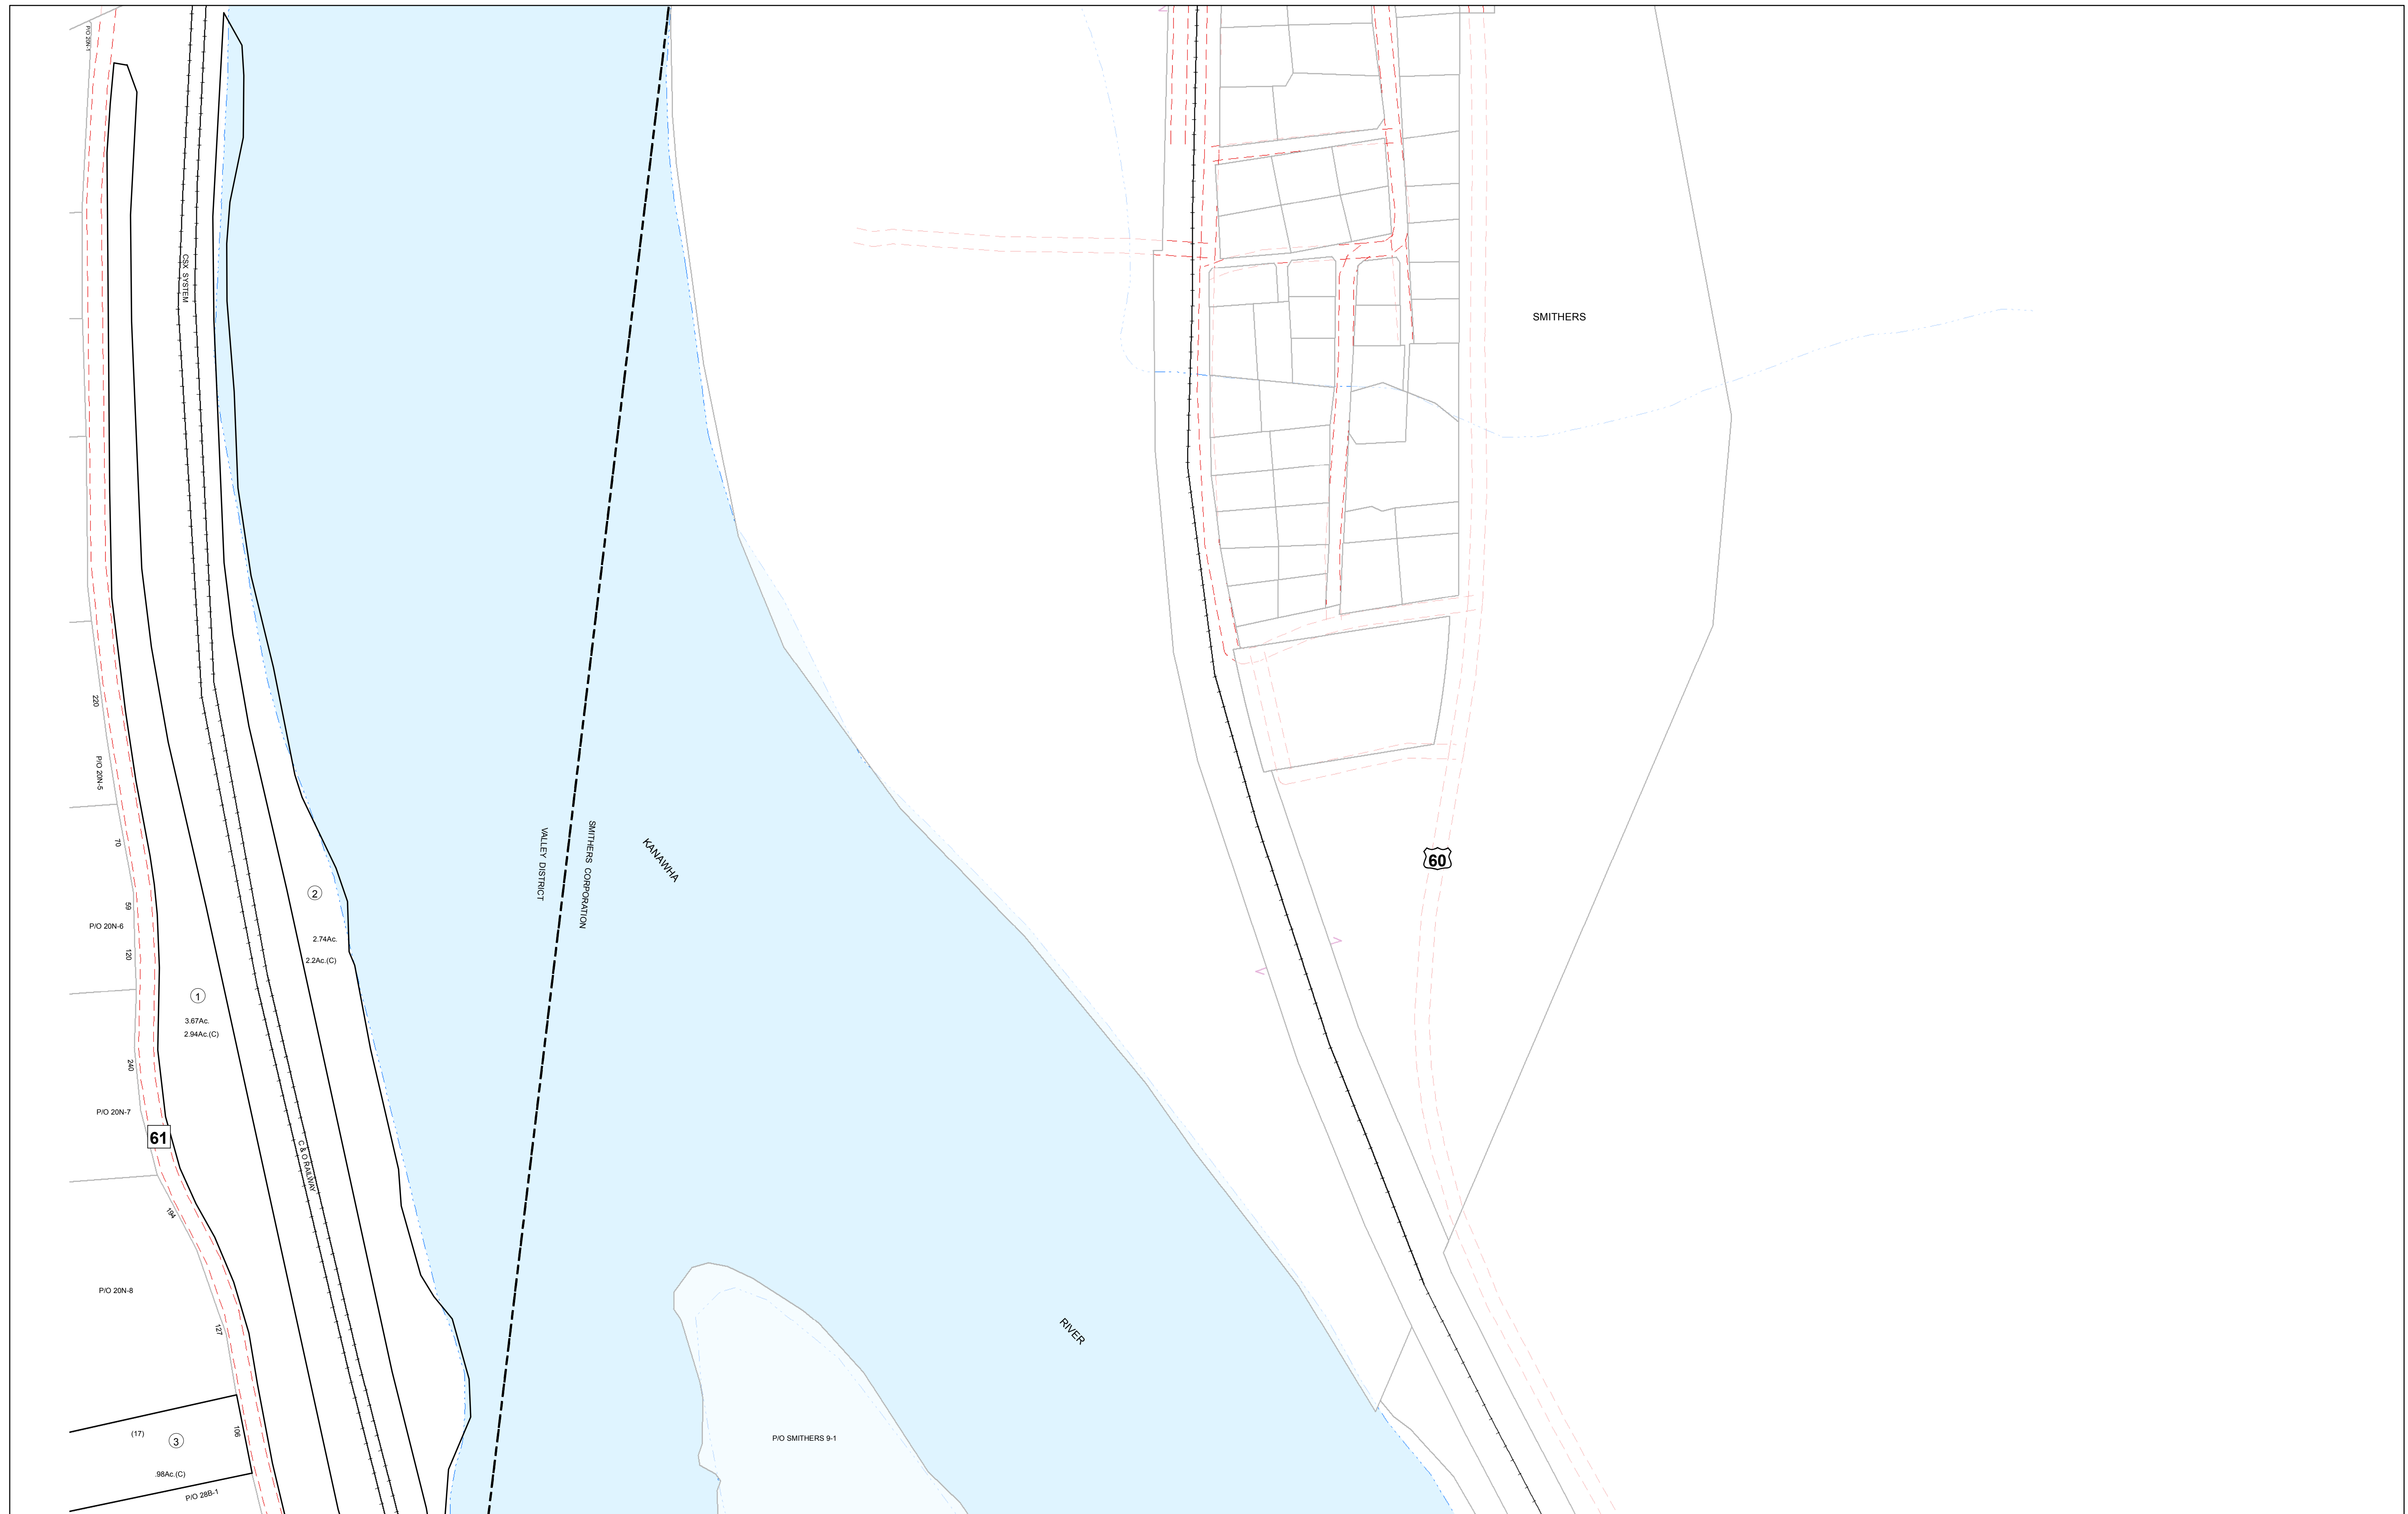 P/O 20N-1
CSX SYSTEM
SMITHERS
220
P/O 20N-5
70
59
P/O 20N-6
120
1
3.67Ac.
2.94Ac.(C)
240
P/O 20N-7
61
194
P/O 20N-8
127
(17)
3
106
.98Ac.(C)
P/O 28B-1
2
2.74Ac.
2.2Ac.(C)
C & O RAILWAY
VALLEY DISTRICT
SMITHERS CORPORATION
KANAWHA
RIVER
P/O SMITHERS 9-1
60